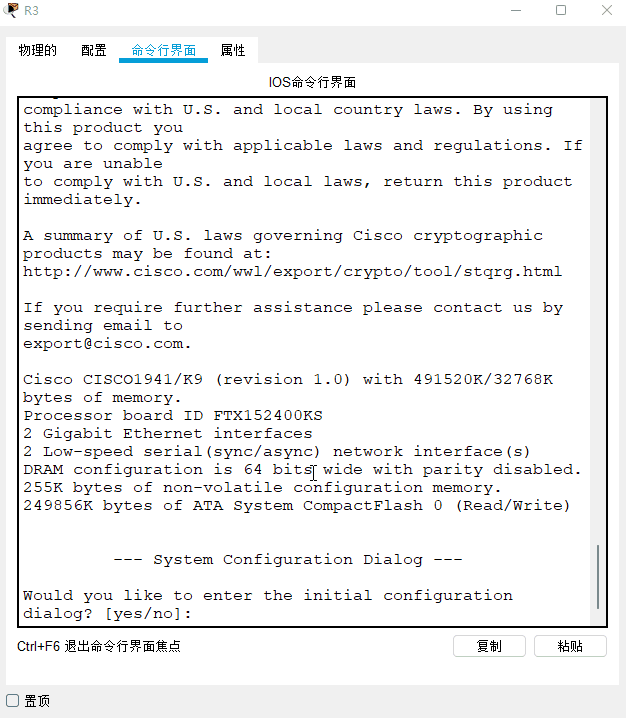 R3
物理的 配置 命令行界面 属性
IOS命令行界面
compliance with U.S. and local country laws. By using
this product you
agree to comply with applicable laws and regulations. If
you are unable
to comply with U.S. and local laws, return this product
immediately.
A summary of U.S. laws governing Cisco cryptographic
products may be found at:
http://www.cisco.com/wwl/export/crypto/tool/stqrg.html
If you require further assistance please contact us by
sending email to
export@cisco.com.
Cisco CISCO1941/K9 (revision 1.0) with 491520K/32768K
bytes of memory.
Processor board ID FTX152400KS
2 Gigabit Ethernet interfaces
2 Low-speed serial(sync/async) network interface(s)
DRAM configuration is 64 bits wide with parity disabled.
255K bytes of non-volatile configuration memory.
249856K bytes of ATA System CompactFlash 0 (Read/Write)
--- System Configuration Dialog ---
Would you like to enter the initial configuration
dialog? [yes/no]:
Ctrl+F6 退出命令行界面焦点
复制 粘贴
置顶